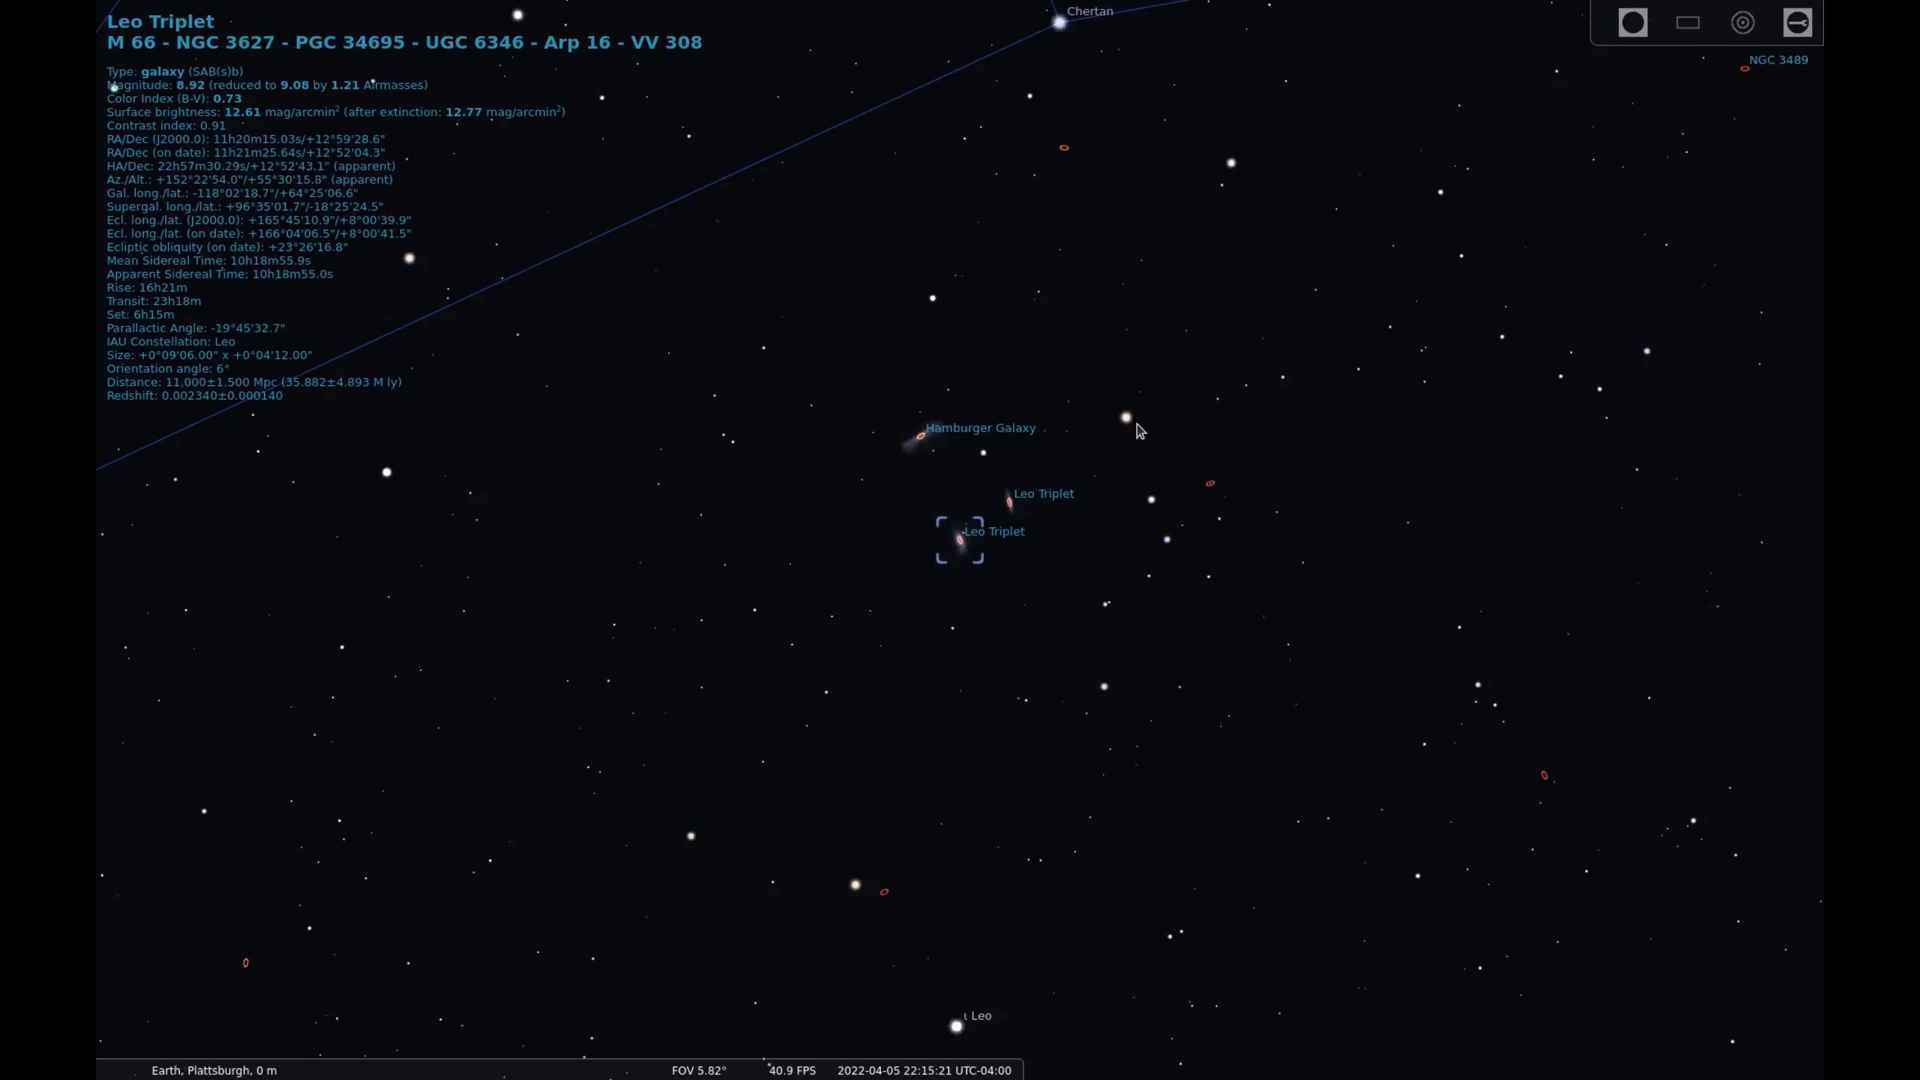 Leo Triplet
M 66 - NGC 3627 - PGC 34695 - UGC 6346 - Arp 16 - VV 308
Type: galaxy (SAB(s)b)
Magnitude: 8.92 (reduced to 9.08 by 1.21 Airmasses)
Color Index (B-V): 0.73
Surface brightness: 12.61 mag/arcmin² (after extinction: 12.77 mag/arcmin²)
Contrast index: 0.91
RA/Dec (J2000.0): 11h20m15.03s/+12°59'28.6"
RA/Dec (on date): 11h21m25.64s/+12°52'04.3"
HA/Dec: 22h57m30.29s/+12°52'43.1" (apparent)
Az./Alt.: +152°22'54.0"/+55°30'15.8" (apparent)
Gal. long./lat.: -118°02'18.7"/+64°25'06.6"
Supergal. long./lat.: +96°35'01.7"/-18°25'24.5"
Ecl. long./lat. (J2000.0): +165°45'10.9"/+8°00'39.9"
Ecl. long./lat. (on date): +166°04'06.5"/+8°00'41.5"
Ecliptic obliquity (on date): +23°26'16.8"
Mean Sidereal Time: 10h18m55.9s
Apparent Sidereal Time: 10h18m55.0s
Rise: 16h21m
Transit: 23h18m
Set: 6h15m
Parallactic Angle: -19°45'32.7"
IAU Constellation: Leo
Size: +0°09'06.00" x +0°04'12.00"
Orientation angle: 6°
Distance: 11.000±1.500 Mpc (35.882±4.893 M ly)
Redshift: 0.002340±0.000140
Chertan
NGC 3489
Hamburger Galaxy
Leo Triplet
Leo Triplet
ι Leo
Earth, Plattsburgh, 0 m
FOV 5.82°
40.9 FPS
2022-04-05 22:15:21 UTC-04:00